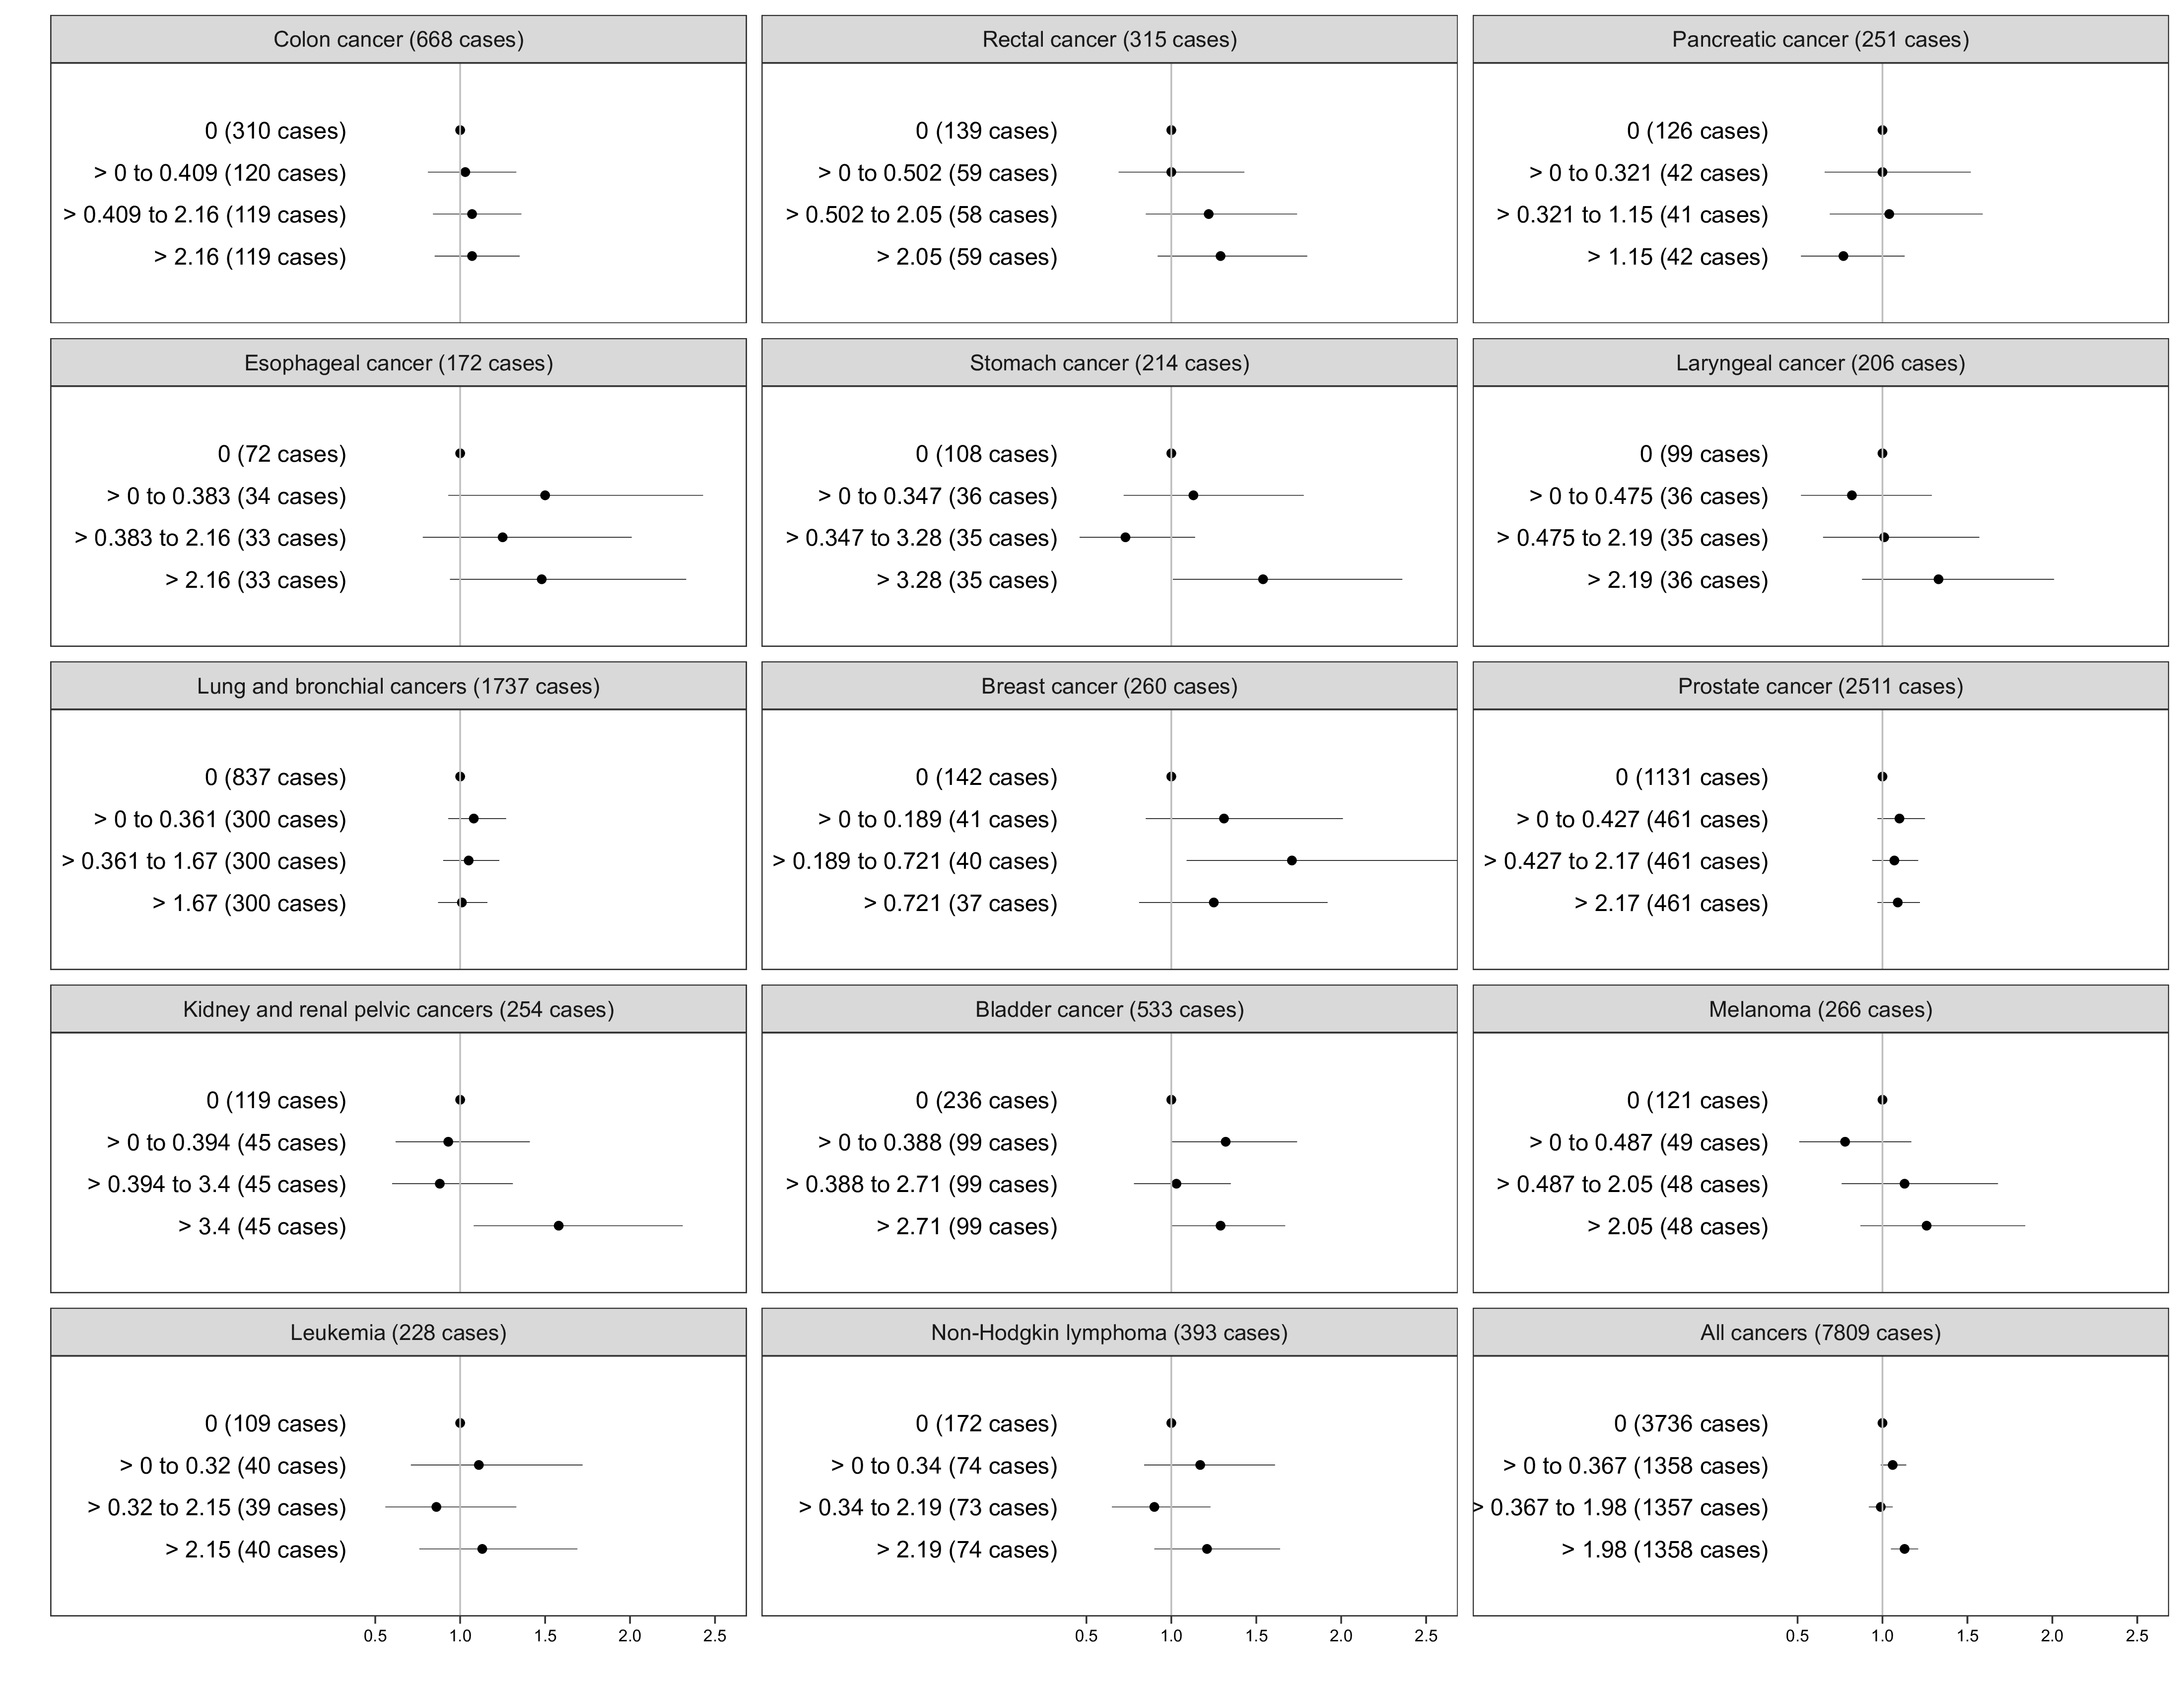 Colon cancer (668 cases)
0 (310 cases)
> 0 to 0.409 (120 cases)
> 0.409 to 2.16 (119 cases)
> 2.16 (119 cases)
Rectal cancer (315 cases)
0 (139 cases)
> 0 to 0.502 (59 cases)
> 0.502 to 2.05 (58 cases)
> 2.05 (59 cases)
Pancreatic cancer (251 cases)
0 (126 cases)
> 0 to 0.321 (42 cases)
> 0.321 to 1.15 (41 cases)
> 1.15 (42 cases)
Esophageal cancer (172 cases)
0 (72 cases)
> 0 to 0.383 (34 cases)
> 0.383 to 2.16 (33 cases)
> 2.16 (33 cases)
Stomach cancer (214 cases)
0 (108 cases)
> 0 to 0.347 (36 cases)
> 0.347 to 3.28 (35 cases)
> 3.28 (35 cases)
Laryngeal cancer (206 cases)
0 (99 cases)
> 0 to 0.475 (36 cases)
> 0.475 to 2.19 (35 cases)
> 2.19 (36 cases)
Lung and bronchial cancers (1737 cases)
0 (837 cases)
> 0 to 0.361 (300 cases)
> 0.361 to 1.67 (300 cases)
> 1.67 (300 cases)
Breast cancer (260 cases)
0 (142 cases)
> 0 to 0.189 (41 cases)
> 0.189 to 0.721 (40 cases)
> 0.721 (37 cases)
Prostate cancer (2511 cases)
0 (1131 cases)
> 0 to 0.427 (461 cases)
> 0.427 to 2.17 (461 cases)
> 2.17 (461 cases)
Kidney and renal pelvic cancers (254 cases)
0 (119 cases)
> 0 to 0.394 (45 cases)
> 0.394 to 3.4 (45 cases)
> 3.4 (45 cases)
Bladder cancer (533 cases)
0 (236 cases)
> 0 to 0.388 (99 cases)
> 0.388 to 2.71 (99 cases)
> 2.71 (99 cases)
Melanoma (266 cases)
0 (121 cases)
> 0 to 0.487 (49 cases)
> 0.487 to 2.05 (48 cases)
> 2.05 (48 cases)
Leukemia (228 cases)
0 (109 cases)
> 0 to 0.32 (40 cases)
> 0.32 to 2.15 (39 cases)
> 2.15 (40 cases)
0.5 1.0 1.5 2.0 2.5
Non-Hodgkin lymphoma (393 cases)
0 (172 cases)
> 0 to 0.34 (74 cases)
> 0.34 to 2.19 (73 cases)
> 2.19 (74 cases)
0.5 1.0 1.5 2.0 2.5
All cancers (7809 cases)
0 (3736 cases)
> 0 to 0.367 (1358 cases)
> 0.367 to 1.98 (1357 cases)
> 1.98 (1358 cases)
0.5 1.0 1.5 2.0 2.5